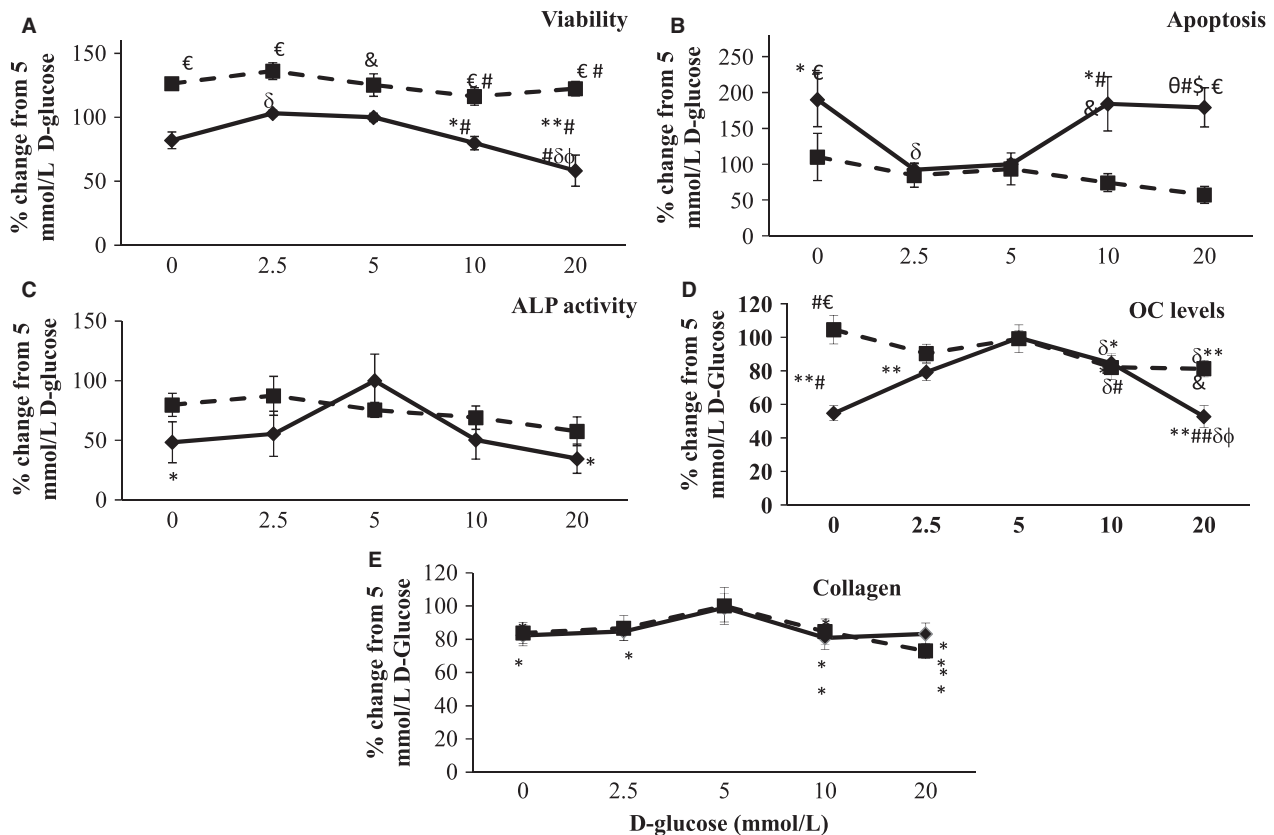 A
Viability
% change from 5
mmol/L D-glucose
150
100
50
0
€
€
&
€ #
€ #
δ
*#
**#
#δϕ
0 2.5 5 10 20
B
Apoptosis
% change from 5
mmol/L D-glucose
250
200
150
100
50
0
* €
δ
*#
&
θ#$ €
0 2.5 5 10 20
C
ALP activity
% change from 5
mmol/L D-glucose
150
100
50
0
*
*
0 2.5 5 10 20
D
OC levels
% change from 5
mmol/L D-Glucose
120
100
80
60
40
20
0
#€
**#
**
δ*
*
δ#
δ**
&
**##δϕ
0 2.5 5 10 20
E
Collagen
% change from 5
mmol/L D-Glucose
120
100
80
60
40
20
0
*
*
*
*
*
*
*
*
0 2.5 5 10 20
D-glucose (mmol/L)